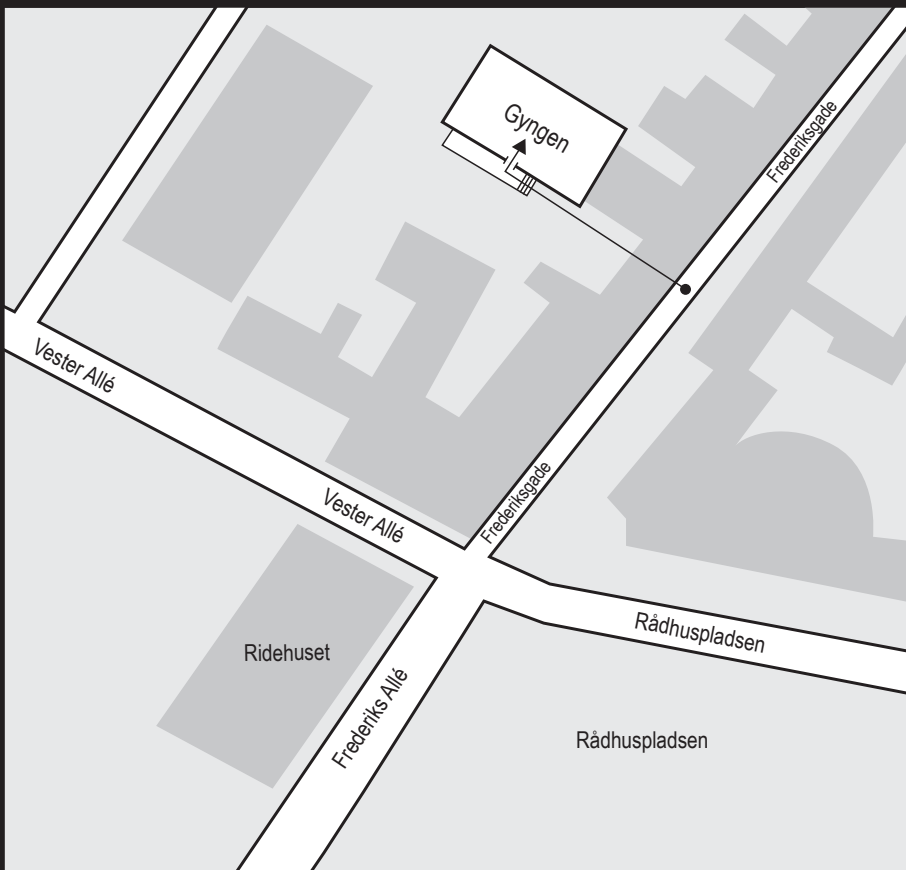 Gyngen
Frederiksgade
Vester Allé
Vester Allé
Frederiksgade
Rådhuspladsen
Ridehuset
Frederiks Allé
Rådhuspladsen